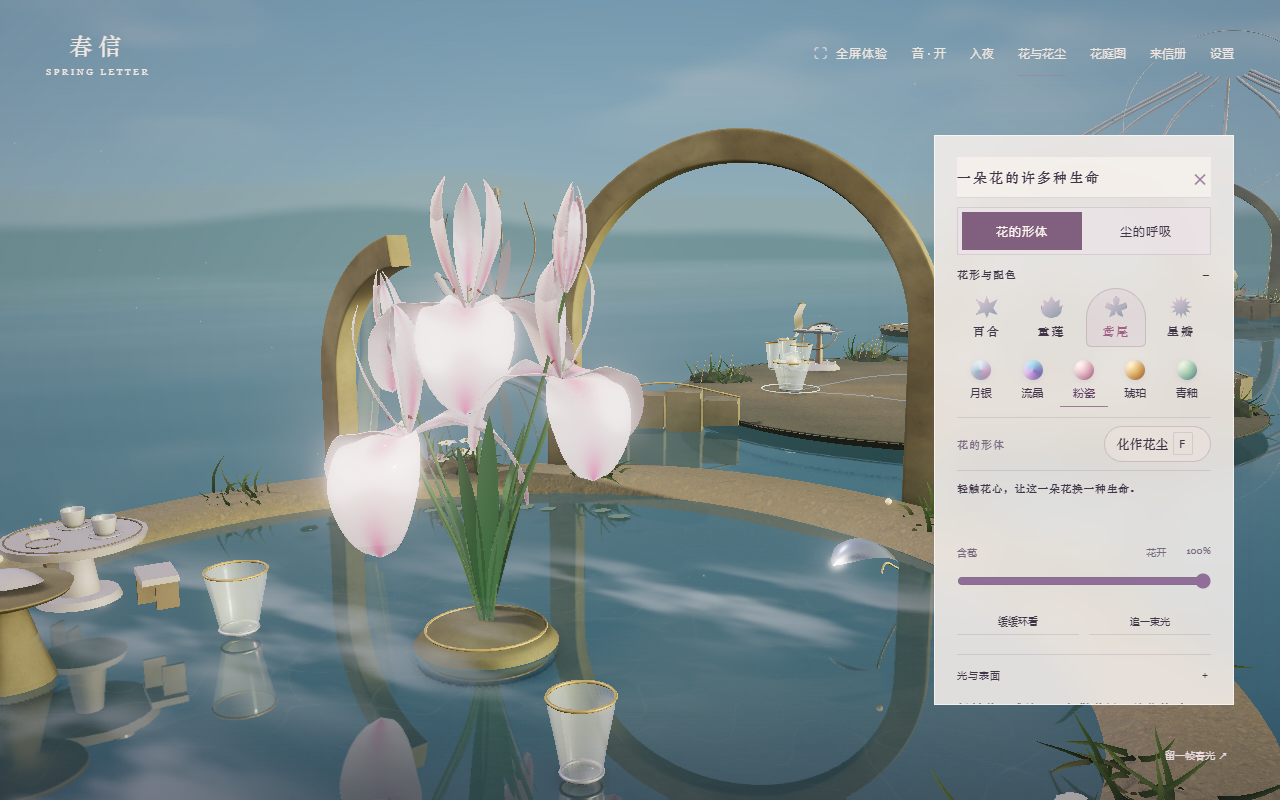 春信
SPRING LETTER
全屏体验 音·开 入夜 花与花尘 花庭图 来信册 设置
一朵花的许多种生命 ×
花的形体 尘的呼吸
花形与配色 −
百合 重莲 鸢尾 星瓣
月银 流晶 粉瓷 琥珀 青釉
花的形体 化作花尘 F
轻触花心，让这一朵花换一种生命。
含苞 花开 100%
缓缓环看 追一束光
光与表面 +
留一帧春光 ↗